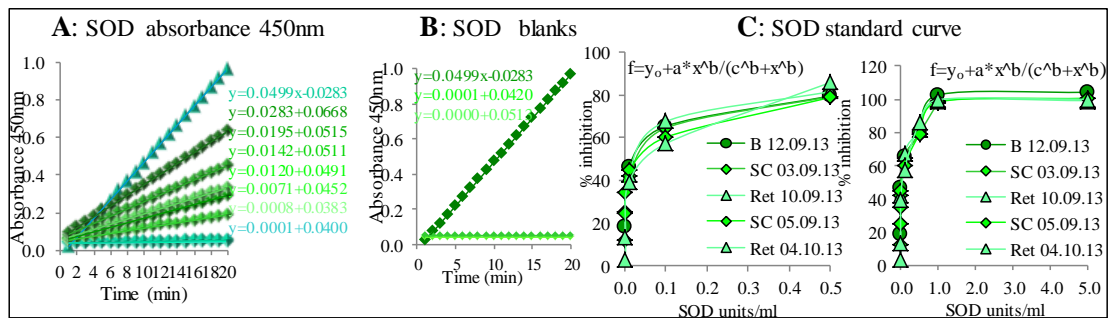 A: SOD absorbance 450nm
Absorbance 450nm
1.0
0.8
0.6
0.4
0.2
0.0
y=0.0499x-0.0283
y=0.0283+0.0668
y=0.0195+0.0515
y=0.0142+0.0511
y=0.0120+0.0491
y=0.0071+0.0452
y=0.0008+0.0383
y=0.0001+0.0400
2 4 6 8 101214161820
Time (min)
B: SOD blanks
Absorbance 450nm
1.0
0.8
0.6
0.4
0.2
0.0
y=0.0499x-0.0283
y=0.0001+0.0420
y=0.0000+0.0512
0 5 10 15 20
Time (min)
C: SOD standard curve
% inhibition
80
60
40
20
0
f=yo+a*x^b/(c^b+x^b)
B 12.09.13
SC 03.09.13
Ret 10.09.13
SC 05.09.13
Ret 04.10.13
0.0 0.1 0.2 0.3 0.4 0.5
SOD units/ml
% inhibition
120
100
80
60
40
20
0
f=yo+a*x^b/(c^b+x^b)
B 12.09.13
SC 03.09.13
Ret 10.09.13
SC 05.09.13
Ret 04.10.13
0.0 1.0 2.0 3.0 4.0 5.0
SOD units/ml